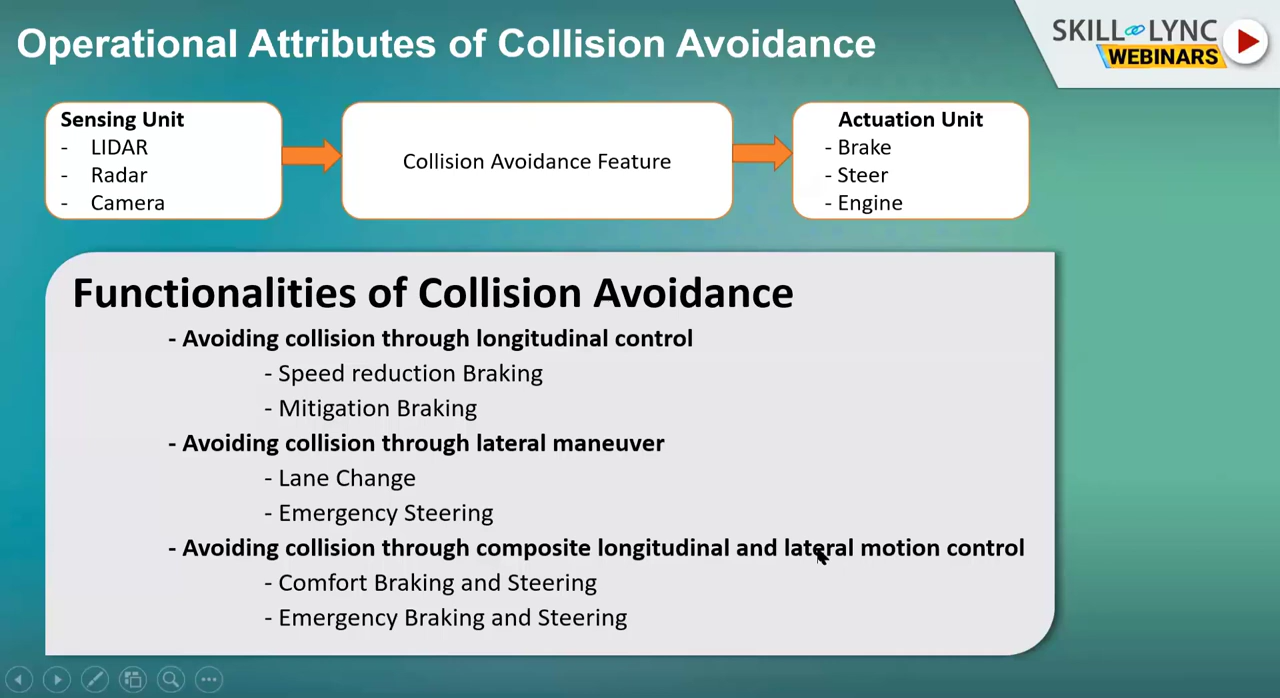 Operational Attributes of Collision Avoidance
SKILL LYNC
WEBINARS
Sensing Unit
- LIDAR
- Radar
- Camera
Collision Avoidance Feature
Actuation Unit
- Brake
- Steer
- Engine
Functionalities of Collision Avoidance
- Avoiding collision through longitudinal control
- Speed reduction Braking
- Mitigation Braking
- Avoiding collision through lateral maneuver
- Lane Change
- Emergency Steering
- Avoiding collision through composite longitudinal and lateral motion control
- Comfort Braking and Steering
- Emergency Braking and Steering